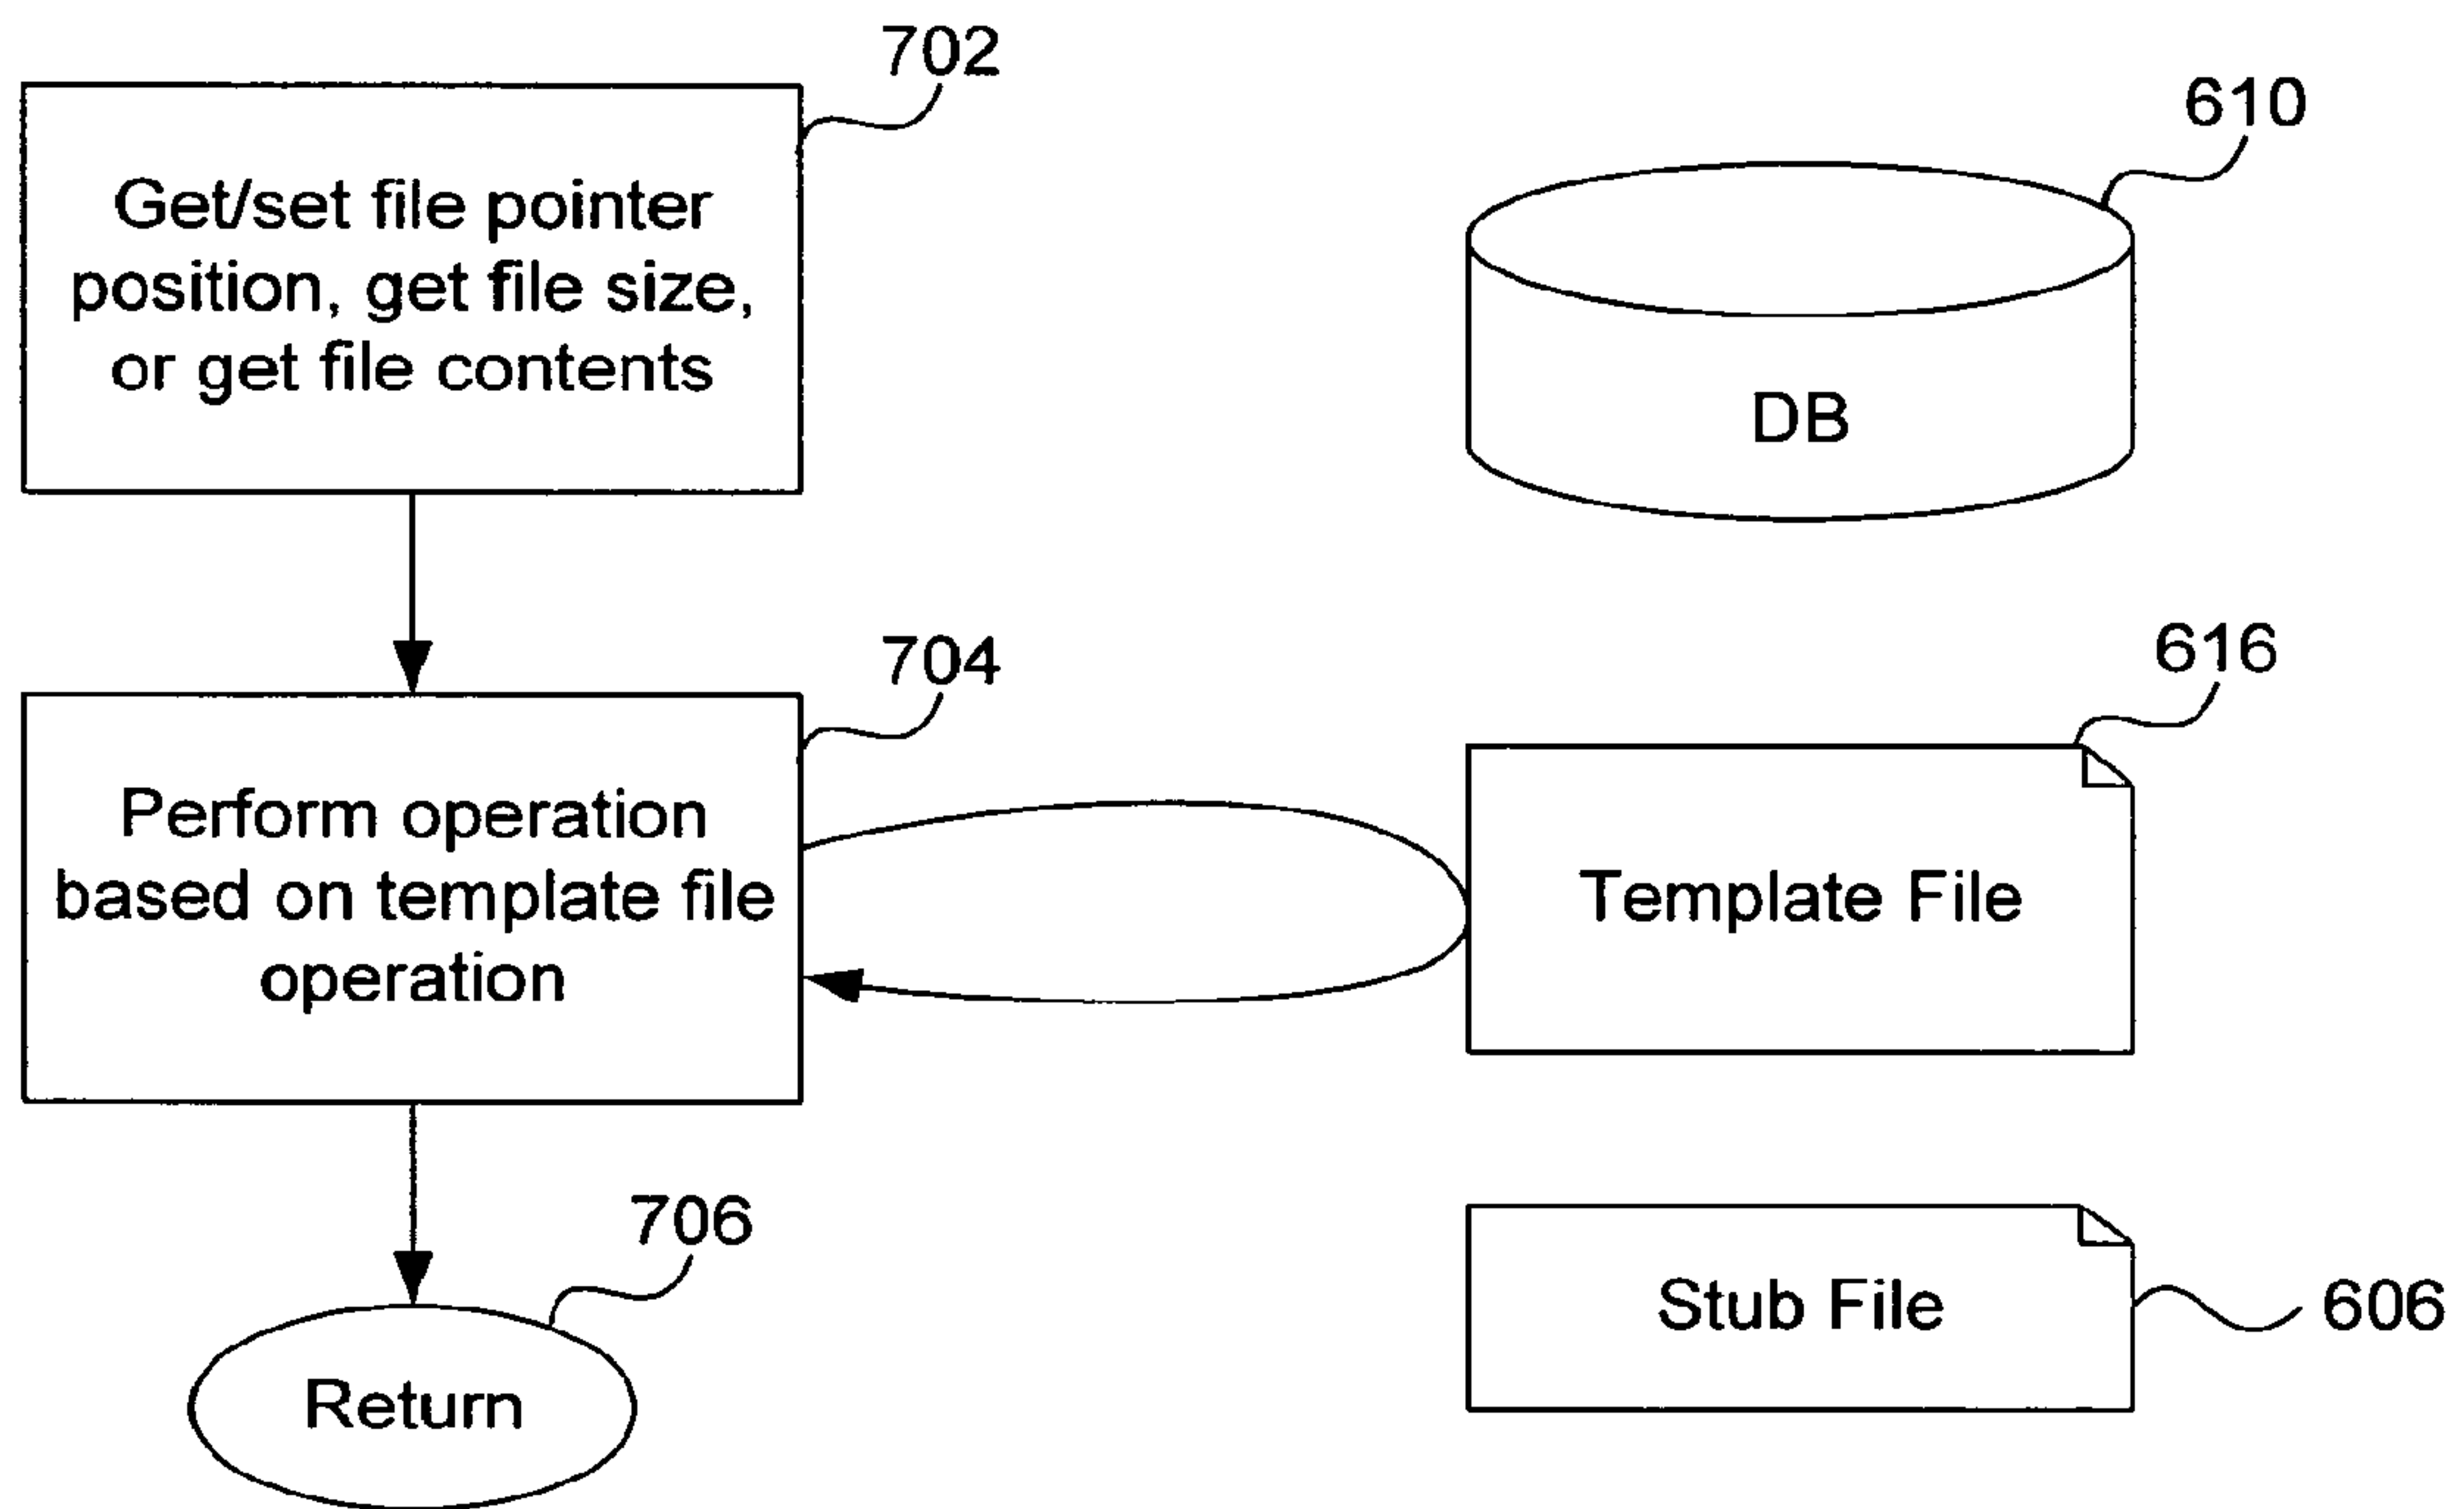 702
Get/set file pointer
position, get file size,
or get file contents
610
DB
704
Perform operation
based on template file
operation
616
Template File
706
Return
Stub File
606